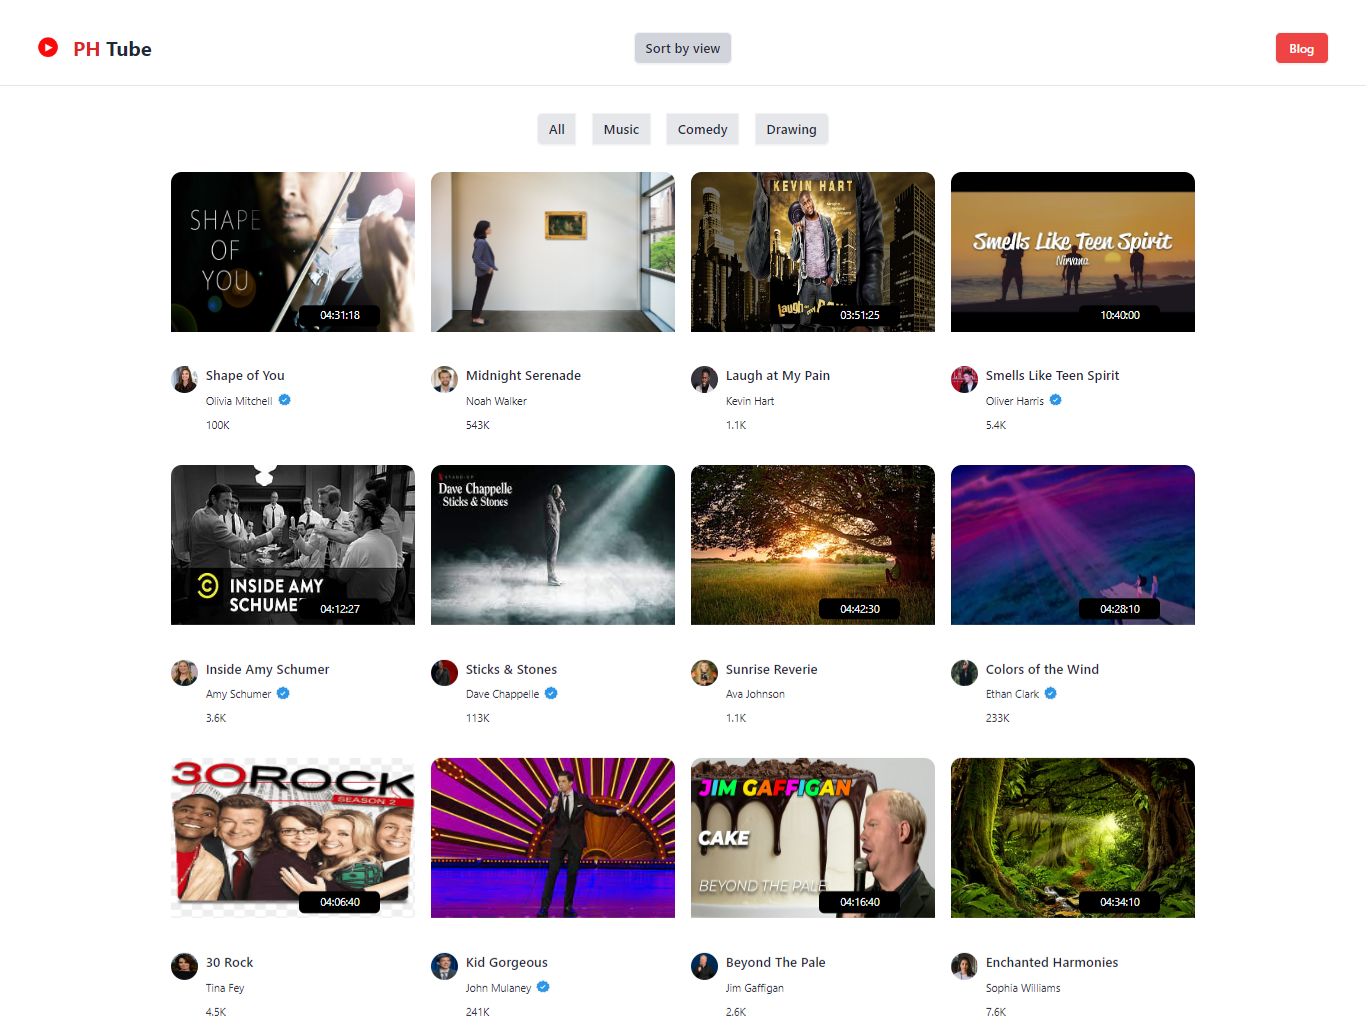 PH Tube
Sort by view
Blog
All
Music
Comedy
Drawing
SHAPE
OF
YOU
04:31:18
KEVIN HART
Laugh at my
03:51:25
Smells Like Teen Spirit
Nirvana
10:40:00
Shape of You
Olivia Mitchell
100K
Midnight Serenade
Noah Walker
543K
Laugh at My Pain
Kevin Hart
1.1K
Smells Like Teen Spirit
Oliver Harris
5.4K
INSIDE AMY
SCHUME
04:12:27
Dave Chappelle
Sticks & Stones
04:42:30
04:28:10
Inside Amy Schumer
Amy Schumer
3.6K
Sticks & Stones
Dave Chappelle
113K
Sunrise Reverie
Ava Johnson
1.1K
Colors of the Wind
Ethan Clark
233K
30 ROCK
SEASON 2
04:06:40
JIM GAFFIGAN
CAKE
BEYOND THE PALE
04:16:40
04:34:10
30 Rock
Tina Fey
4.5K
Kid Gorgeous
John Mulaney
241K
Beyond The Pale
Jim Gaffigan
2.6K
Enchanted Harmonies
Sophia Williams
7.6K